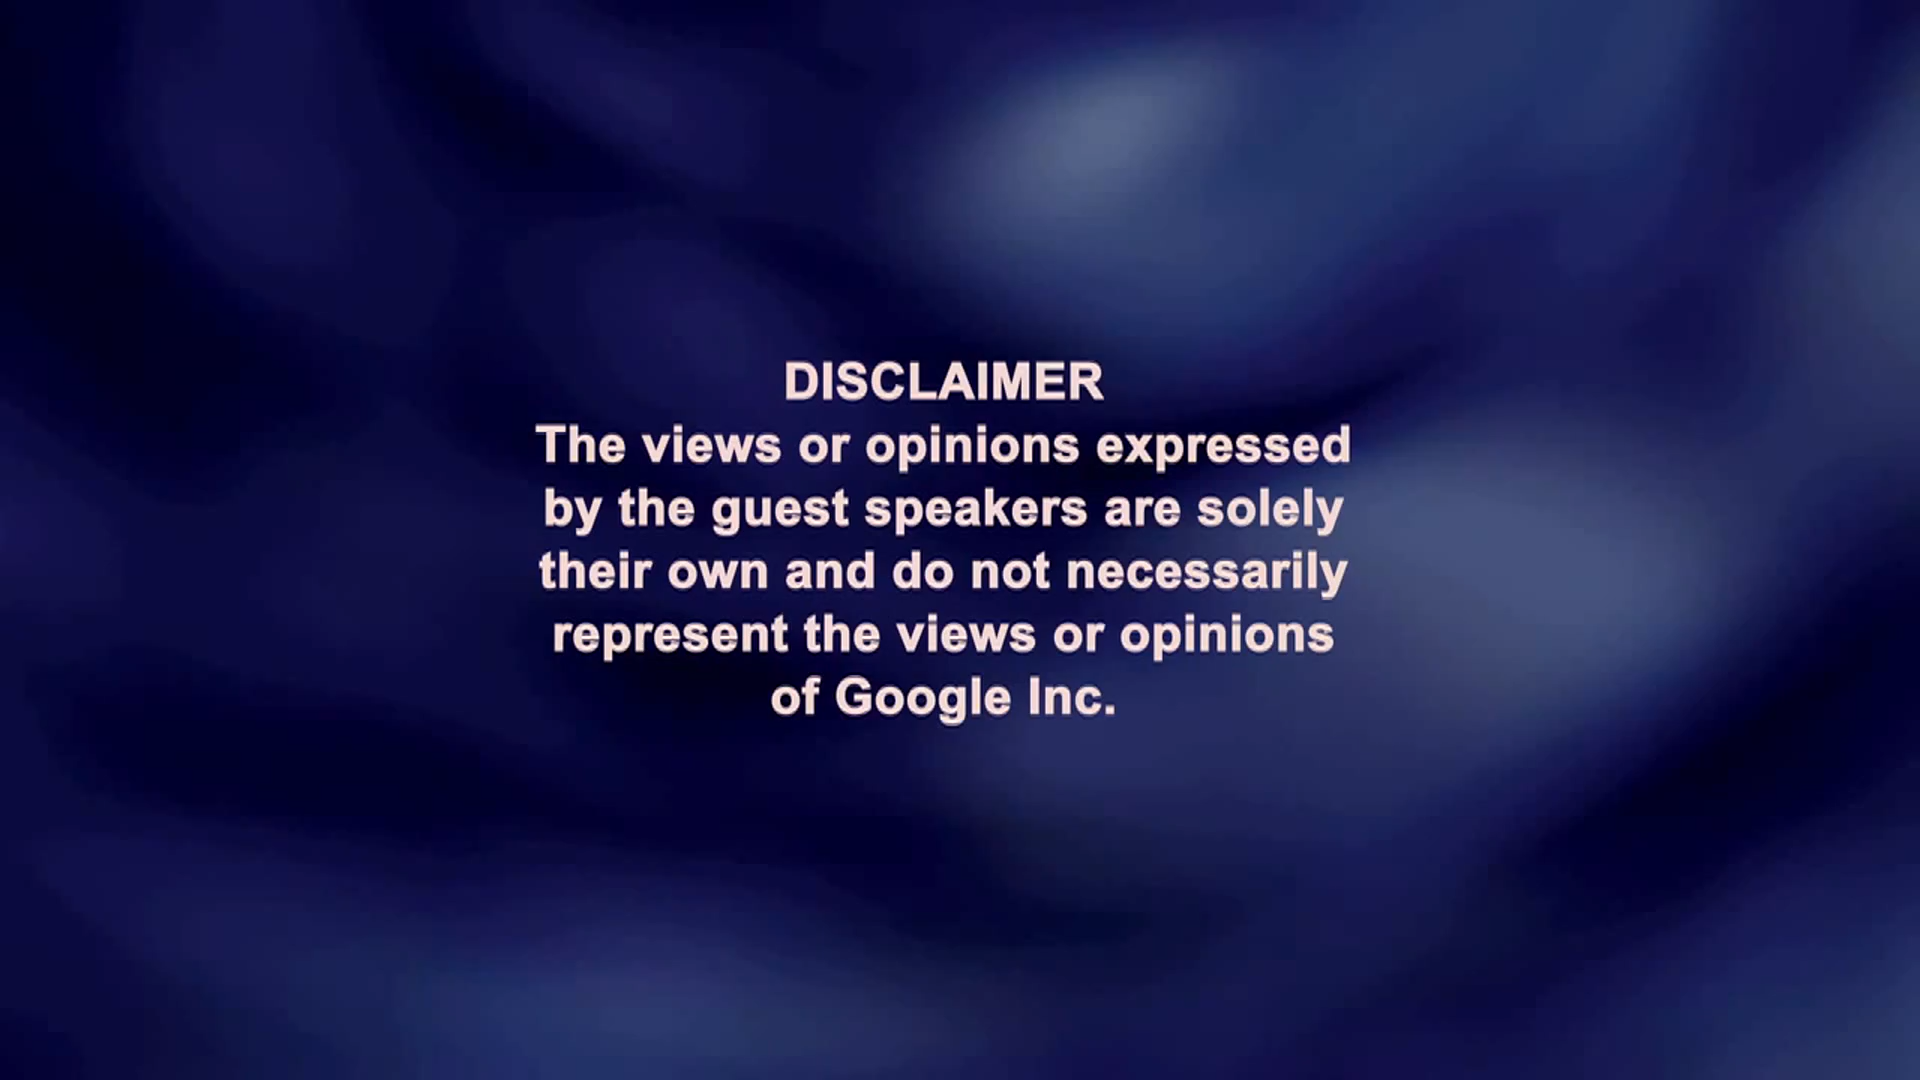 DISCLAIMER
The views or opinions expressed
by the guest speakers are solely
their own and do not necessarily
represent the views or opinions
of Google Inc.